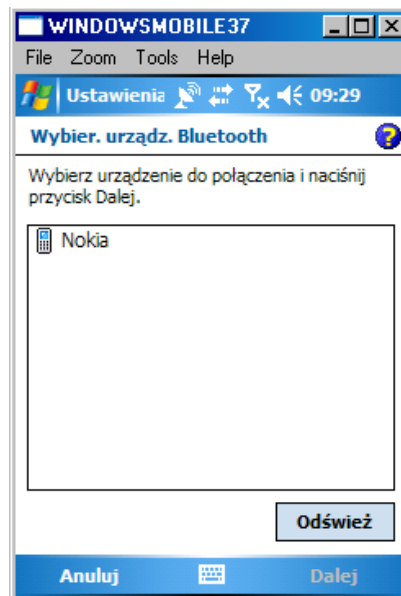 WINDOWSMOBILE37
File Zoom Tools Help
Ustawienia 09:29
Wybier. urządz. Bluetooth
Wybierz urządzenie do połączenia i naciśnij
przycisk Dalej.
Nokia
Odśwież
Anuluj Dalej